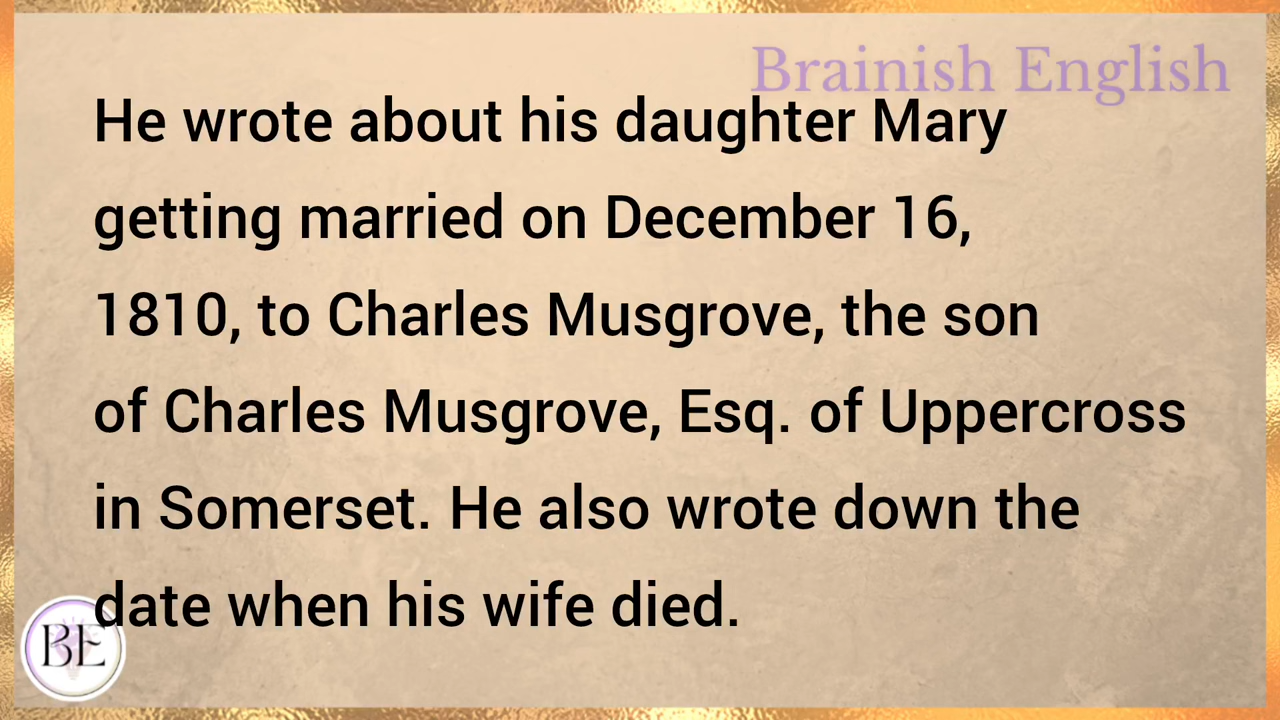 Brainish English
He wrote about his daughter Mary
getting married on December 16,
1810, to Charles Musgrove, the son
of Charles Musgrove, Esq. of Uppercross
in Somerset. He also wrote down the
date when his wife died.
BE